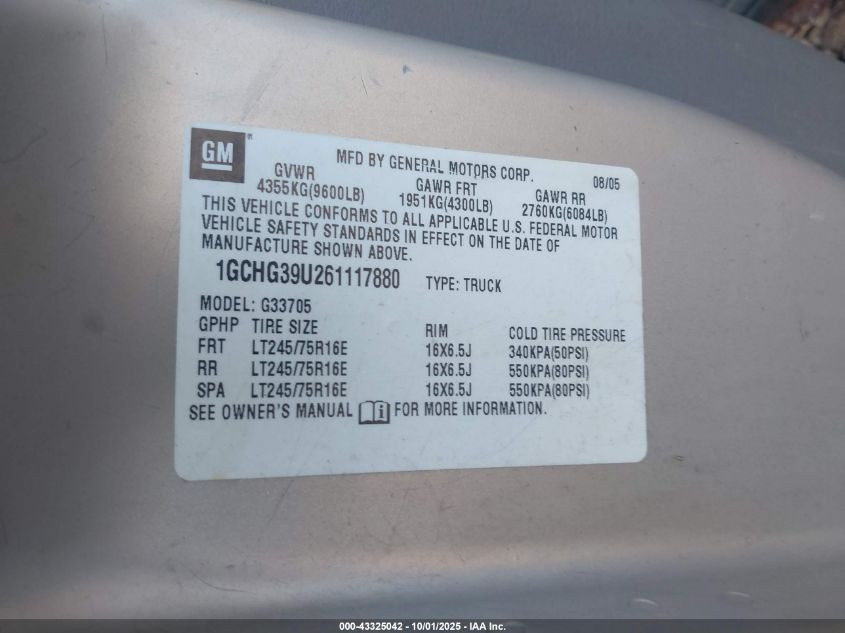 GM
MFD BY GENERAL MOTORS CORP. 08/05
GVWR GAWR FRT GAWR RR
4355KG(9600LB) 1951KG(4300LB) 2760KG(6084LB)
THIS VEHICLE CONFORMS TO ALL APPLICABLE U.S. FEDERAL MOTOR
VEHICLE SAFETY STANDARDS IN EFFECT ON THE DATE OF
MANUFACTURE SHOWN ABOVE.
1GCHG39U261117880 TYPE: TRUCK
MODEL: G33705
GPHP TIRE SIZE RIM COLD TIRE PRESSURE
FRT LT245/75R16E 16X6.5J 340KPA(50PSI)
RR LT245/75R16E 16X6.5J 550KPA(80PSI)
SPA LT245/75R16E 16X6.5J 550KPA(80PSI)
SEE OWNER'S MANUAL i FOR MORE INFORMATION.
000-43325042 - 10/01/2025 - IAA Inc.